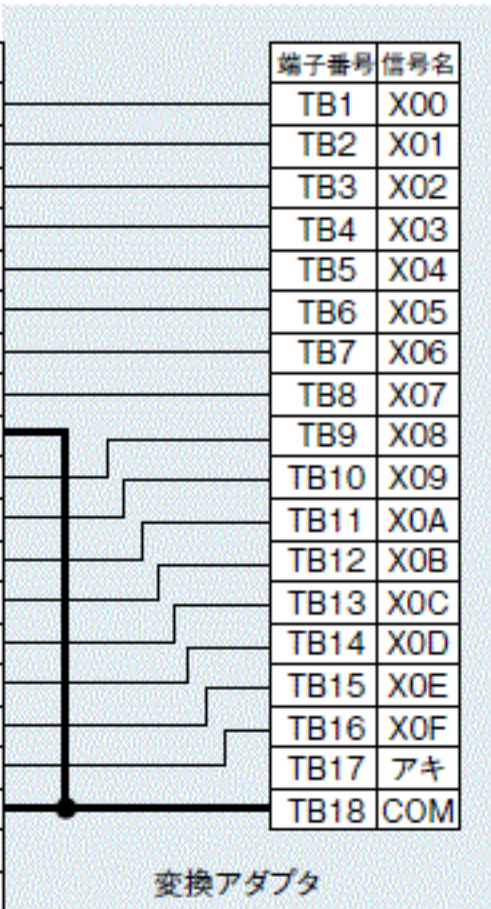 端子番号 信号名
TB1 X00
TB2 X01
TB3 X02
TB4 X03
TB5 X04
TB6 X05
TB7 X06
TB8 X07
TB9 X08
TB10 X09
TB11 X0A
TB12 X0B
TB13 X0C
TB14 X0D
TB15 X0E
TB16 X0F
TB17 アキ
TB18 COM
変換アダプタ